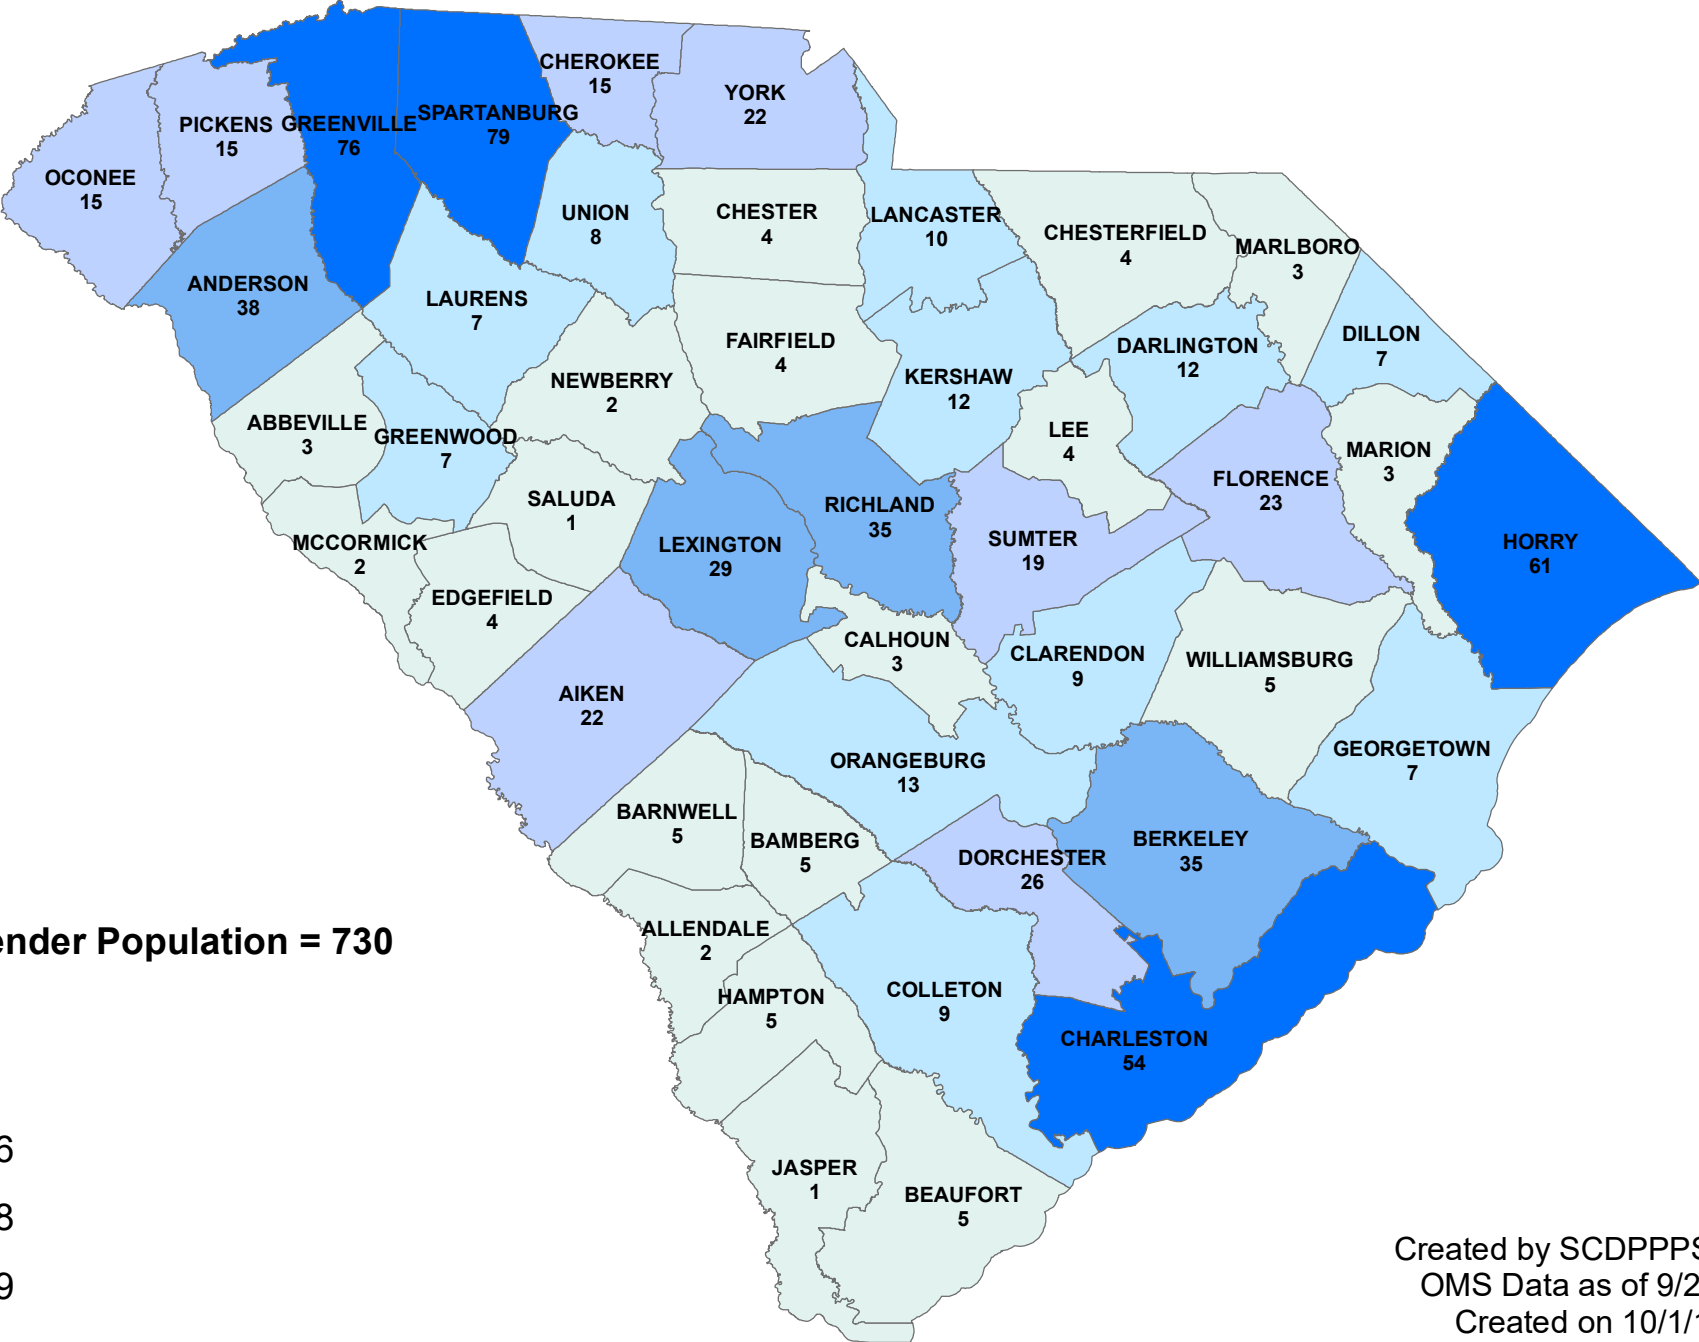 CHEROKEE
15
YORK
22
SPARTANBURG
79
GREENVILLE
76
PICKENS
15
OCONEE
15
UNION
8
CHESTER
4
LANCASTER
10
CHESTERFIELD
4
MARLBORO
3
ANDERSON
38
LAURENS
7
FAIRFIELD
4
DARLINGTON
12
DILLON
7
NEWBERRY
2
KERSHAW
12
ABBEVILLE
3
GREENWOOD
7
LEE
4
MARION
3
FLORENCE
23
SALUDA
1
RICHLAND
35
SUMTER
19
HORRY
61
MCCORMICK
2
LEXINGTON
29
EDGEFIELD
4
CALHOUN
3
CLARENDON
9
WILLIAMSBURG
5
AIKEN
22
ORANGEBURG
13
GEORGETOWN
7
BARNWELL
5
BAMBERG
5
BERKELEY
35
DORCHESTER
26
ALLENDALE
2
ender Population = 730
HAMPTON
5
COLLETON
9
CHARLESTON
54
JASPER
1
BEAUFORT
5
6
8
9
Created by SCDPPPS
OMS Data as of 9/2
Created on 10/1/1